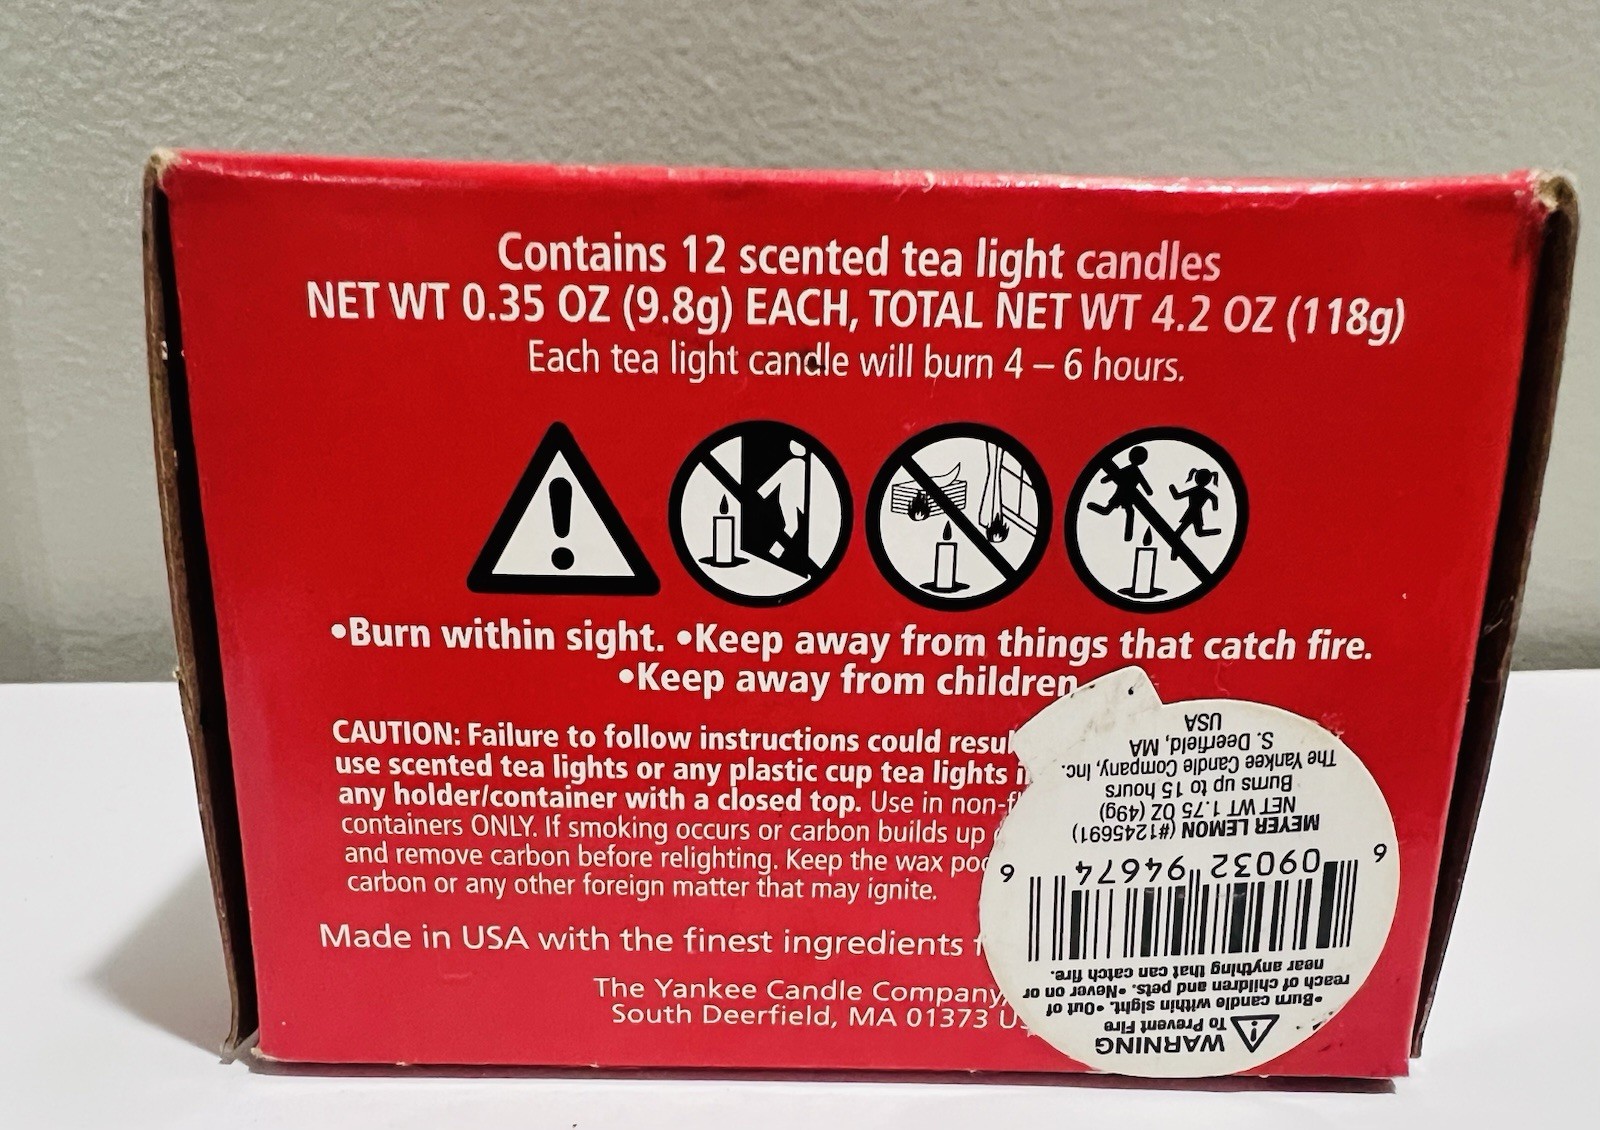 Contains 12 scented tea light candles
NET WT 0.35 OZ (9.8g) EACH, TOTAL NET WT 4.2 OZ (118g)
Each tea light candle will burn 4 – 6 hours.
•Burn within sight. •Keep away from things that catch fire.
•Keep away from children
CAUTION: Failure to follow instructions could resul
use scented tea lights or any plastic cup tea lights i
any holder/container with a closed top. Use in non-f
containers ONLY. If smoking occurs or carbon builds up
and remove carbon before relighting. Keep the wax poo
carbon or any other foreign matter that may ignite.
Made in USA with the finest ingredients f
The Yankee Candle Company,
South Deerfield, MA 01373 U
WARNING
To Prevent Fire
•Burn candle within sight. •Out of
reach of children and pets. •Never on or
near anything that can catch fire.
6 09032 94674 9
MEYER LEMON (#1245691)
NET WT 1.75 OZ (49g)
Burns up to 15 hours
The Yankee Candle Company, Inc.
S. Deerfield, MA
USA